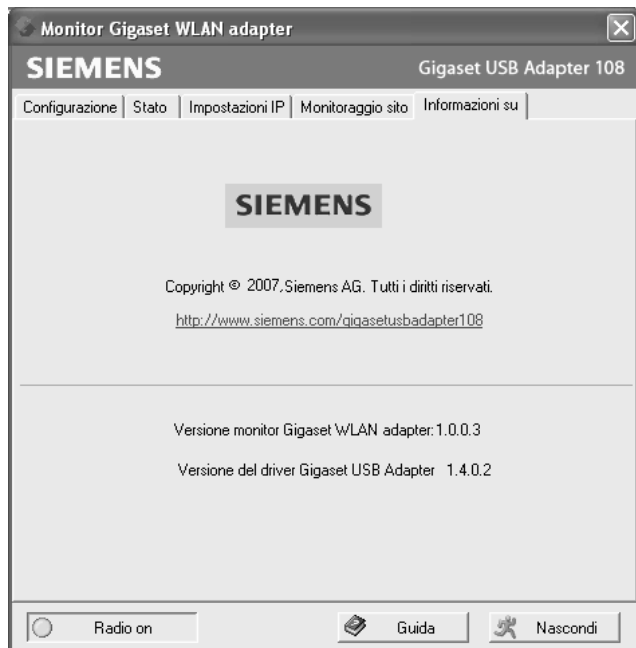 Monitor Gigaset WLAN adapter
SIEMENS Gigaset USB Adapter 108
Configurazione Stato Impostazioni IP Monitoraggio sito Informazioni su
SIEMENS
Copyright © 2007,Siemens AG. Tutti i diritti riservati.
http://www.siemens.com/gigasetusbadapter108
Versione monitor Gigaset WLAN adapter:1.0.0.3
Versione del driver Gigaset USB Adapter 1.4.0.2
Radio on Guida Nascondi